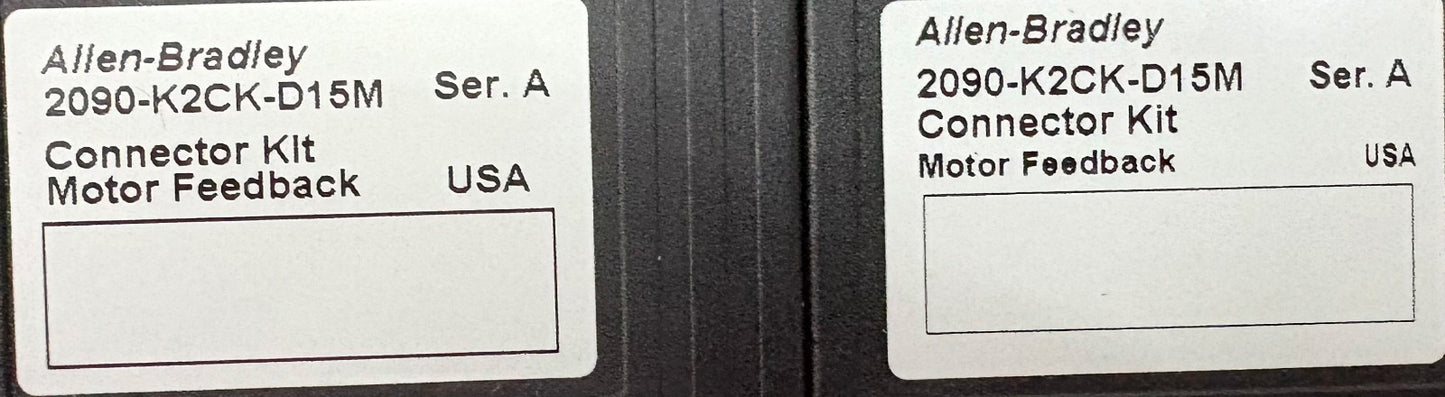 Allen-Bradley
2090-K2CK-D15M Ser. A
Connector Kit
Motor Feedback USA
Allen-Bradley
2090-K2CK-D15M Ser. A
Connector Kit
Motor Feedback USA